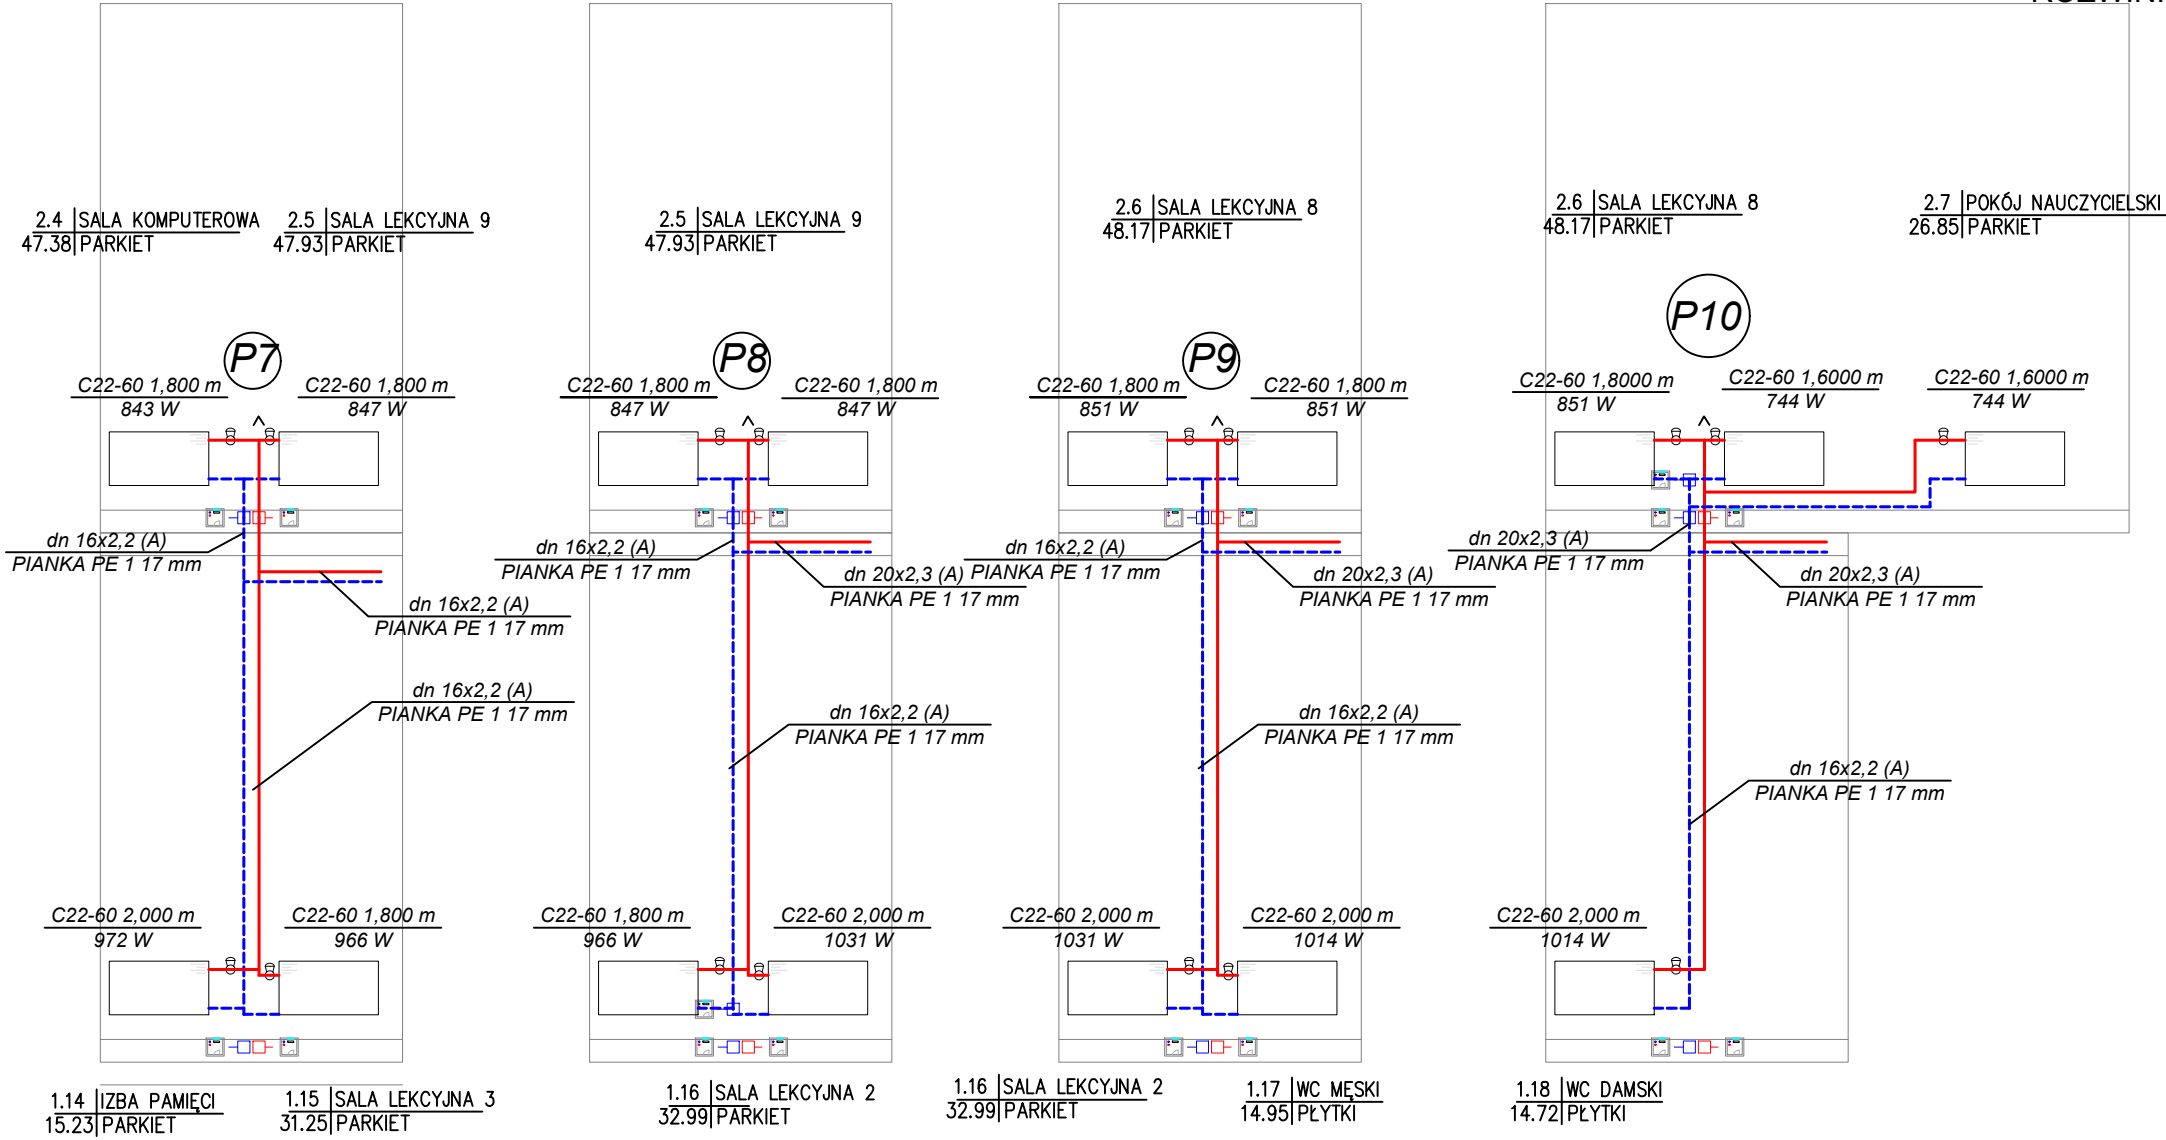 2.4 SALA KOMPUTEROWA
47.38 PARKIET
2.5 SALA LEKCYJNA 9
47.93 PARKIET
2.5 SALA LEKCYJNA 9
47.93 PARKIET
2.6 SALA LEKCYJNA 8
48.17 PARKIET
2.6 SALA LEKCYJNA 8
48.17 PARKIET
2.7 POKÓJ NAUCZYCIELSKI
26.85 PARKIET
P7
P8
P9
P10
C22-60 1,800 m
843 W
C22-60 1,800 m
847 W
C22-60 1,800 m
847 W
C22-60 1,800 m
847 W
C22-60 1,800 m
851 W
C22-60 1,800 m
851 W
C22-60 1,8000 m
851 W
C22-60 1,6000 m
744 W
C22-60 1,6000 m
744 W
dn 16x2,2 (A)
PIANKA PE 1 17 mm
dn 16x2,2 (A)
PIANKA PE 1 17 mm
dn 16x2,2 (A)
PIANKA PE 1 17 mm
dn 20x2,3 (A)
PIANKA PE 1 17 mm
dn 16x2,2 (A)
PIANKA PE 1 17 mm
dn 20x2,3 (A)
PIANKA PE 1 17 mm
dn 20x2,3 (A)
PIANKA PE 1 17 mm
dn 20x2,3 (A)
PIANKA PE 1 17 mm
dn 16x2,2 (A)
PIANKA PE 1 17 mm
dn 16x2,2 (A)
PIANKA PE 1 17 mm
dn 16x2,2 (A)
PIANKA PE 1 17 mm
dn 16x2,2 (A)
PIANKA PE 1 17 mm
C22-60 2,000 m
972 W
C22-60 1,800 m
966 W
C22-60 1,800 m
966 W
C22-60 2,000 m
1031 W
C22-60 2,000 m
1031 W
C22-60 2,000 m
1014 W
C22-60 2,000 m
1014 W
1.14 IZBA PAMIĘCI
15.23 PARKIET
1.15 SALA LEKCYJNA 3
31.25 PARKIET
1.16 SALA LEKCYJNA 2
32.99 PARKIET
1.16 SALA LEKCYJNA 2
32.99 PARKIET
1.17 WC MĘSKI
14.95 PŁYTKI
1.18 WC DAMSKI
14.72 PŁYTKI